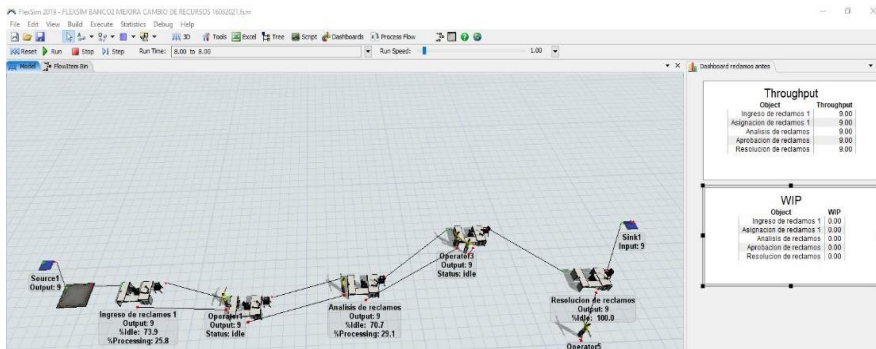 FlexSim 2019 - FLEXSIM BANCO2 MEJORA CAMBIO DE RECURSOS 16082021.fsm
File Edit View Build Execute Statistics Debug Help
3D Tools Excel Tree Script Dashboards Process Flow
Reset Run Stop Step Run Time: 8.00 to 8.00 Run Speed: 1.00
Model FlowItem Bin
Dashboard reclamos antes
Throughput
Object Throughput
Ingreso de reclamos 1 9.00
Asignacion de reclamos 1 9.00
Analisis de reclamos 9.00
Aprobacion de reclamos 9.00
Resolucion de reclamos 9.00
WIP
Object WIP
Ingreso de reclamos 1 0.00
Asignacion de reclamos 1 0.00
Analisis de reclamos 0.00
Aprobacion de reclamos 0.00
Resolucion de reclamos 0.00
Source1
Output: 9
Ingreso de reclamos 1
Output: 9
%Idle: 73.9
%Processing: 25.8
Operator1
Output: 9
Status: idle
Analisis de reclamos
Output: 9
%Idle: 70.7
%Processing: 29.1
Operator3
Output: 9
Status: idle
Sink1
Input: 9
Resolucion de reclamos
Output: 9
%Idle: 100.0
Operator5